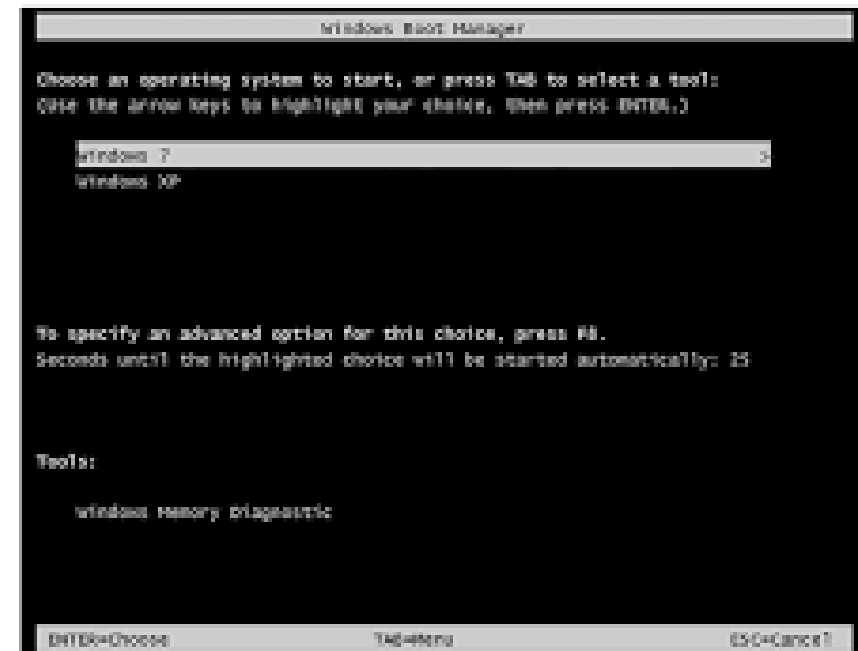 Windows Boot Manager
Choose an operating system to start, or press TAB to select a tool:
(Use the arrow keys to highlight your choice, then press ENTER.)
Windows 7 >
Windows XP
To specify an advanced option for this choice, press F8.
Seconds until the highlighted choice will be started automatically: 25
Tools:
Windows Memory Diagnostic
ENTER=Choose TAB=Menu ESC=Cancel